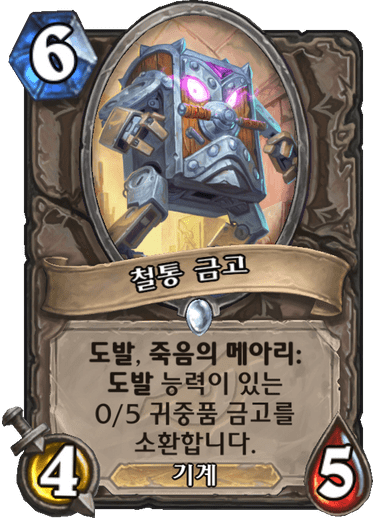 6
철통 금고
도발, 죽음의 메아리:
도발 능력이 있는
0/5 귀중품 금고를
소환합니다.
기계
4
5